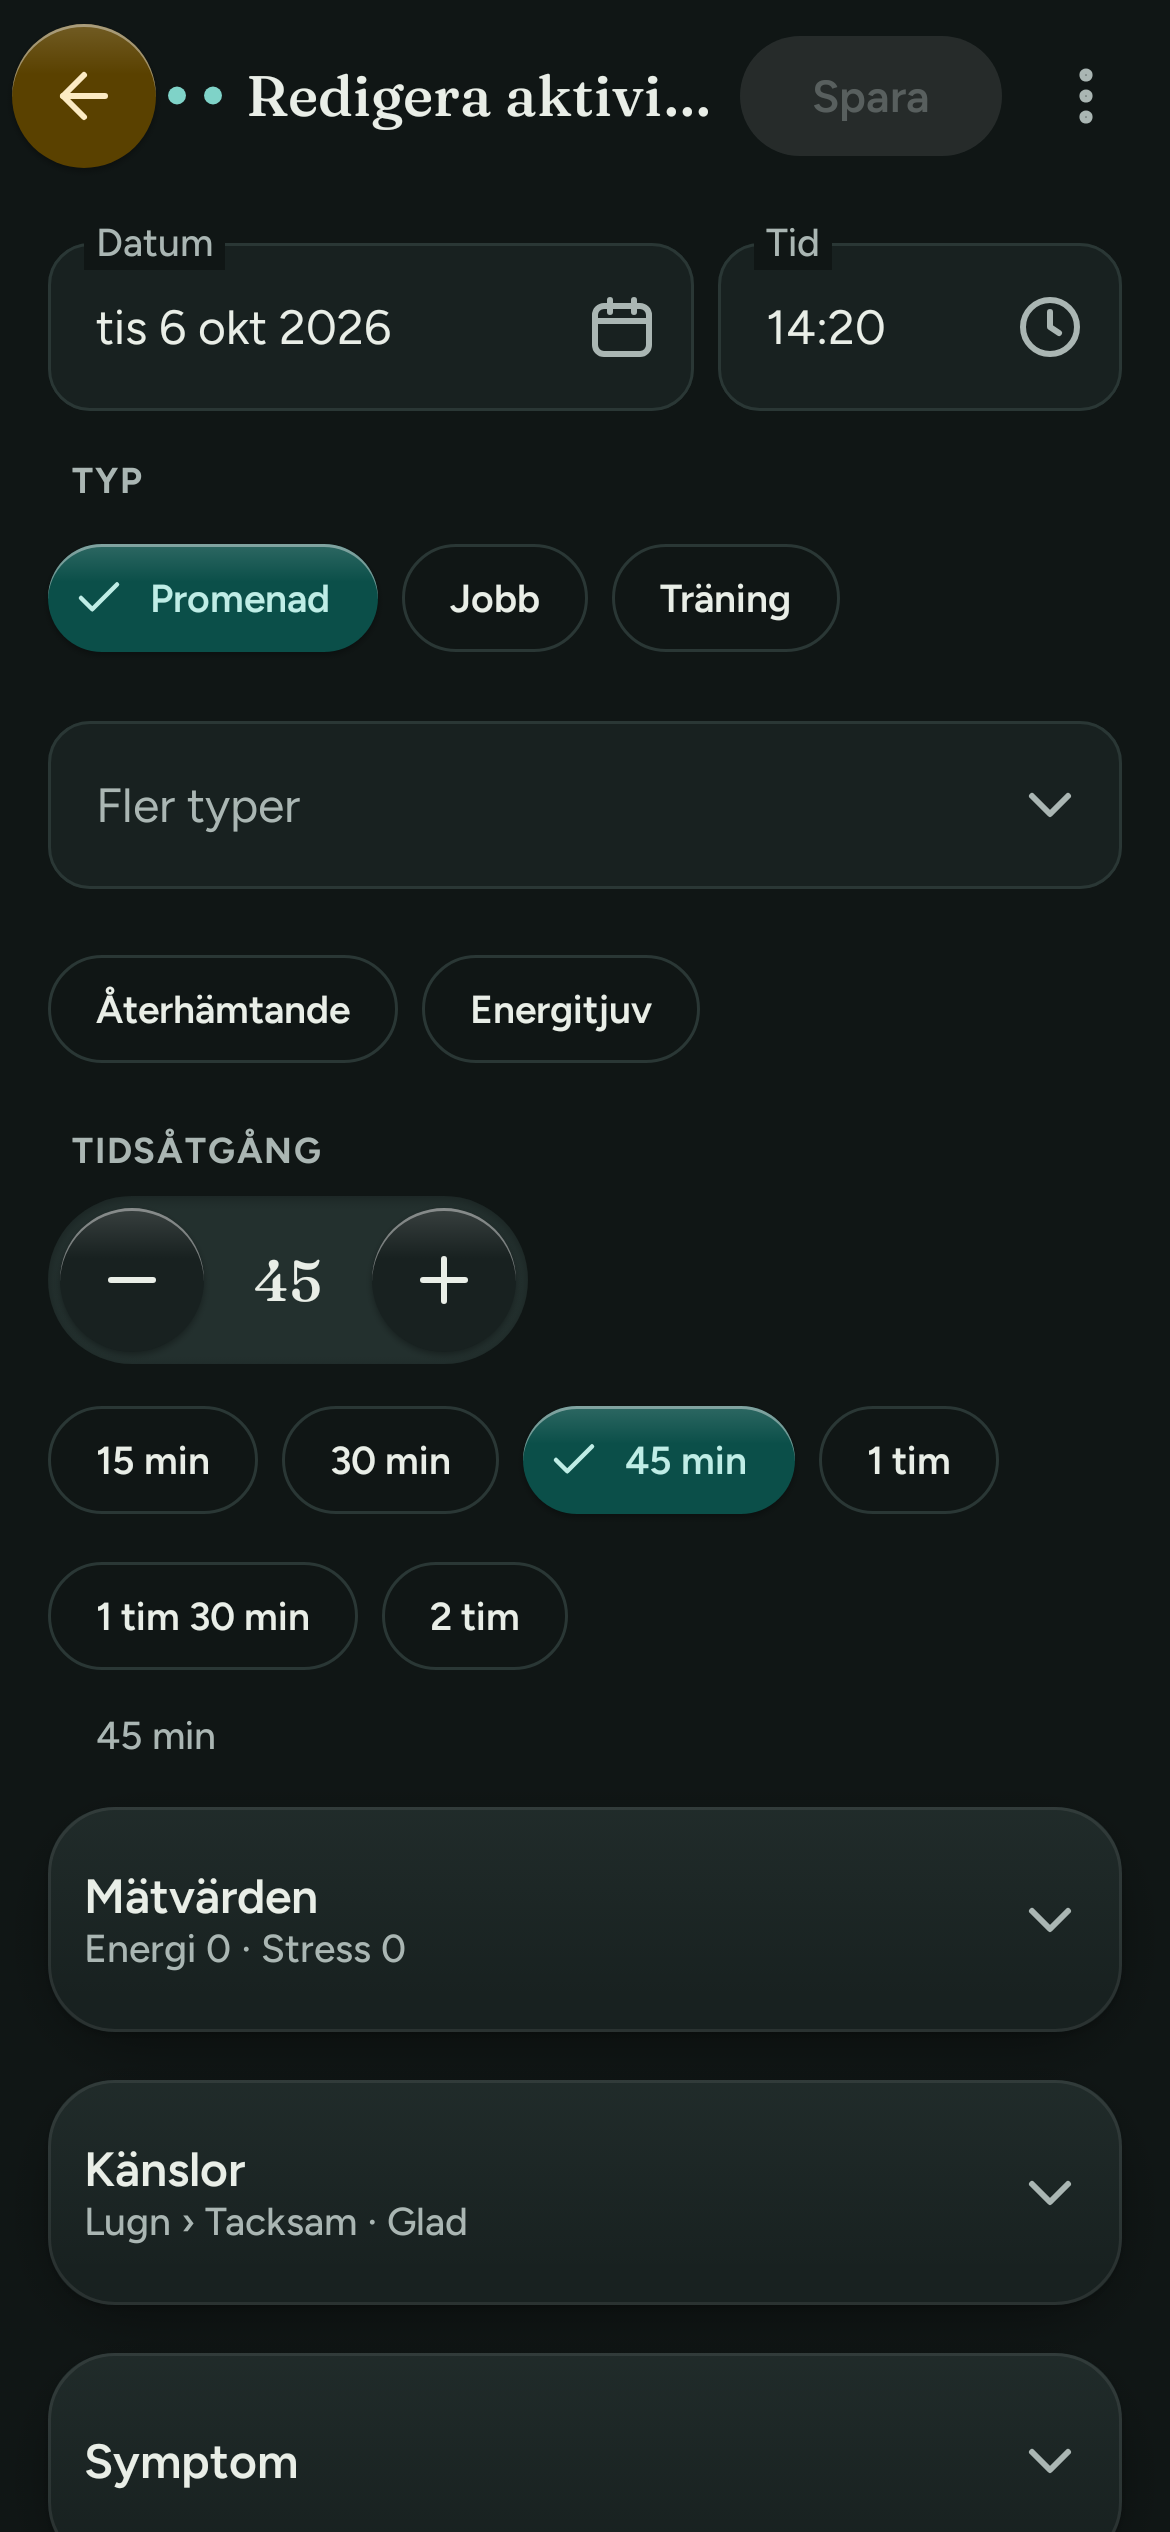 Redigera aktivi...
Spara
Datum
Tid
tis 6 okt 2026
14:20
TYP
Promenad
Jobb
Träning
Fler typer
Återhämtande
Energitjuv
TIDSÅTGÅNG
45
15 min
30 min
45 min
1 tim
1 tim 30 min
2 tim
45 min
Mätvärden
Energi 0 · Stress 0
Känslor
Lugn › Tacksam · Glad
Symptom